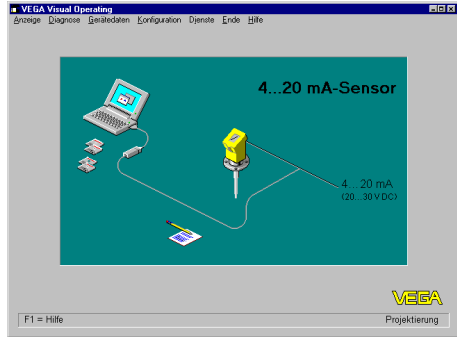 VEGA Visual Operating
Anzeige Diagnose Gerätedaten Konfiguration Dienste Ende Hilfe
4...20 mA-Sensor
4...20 mA
(20...30 V DC)
VEGA
F1 = Hilfe Projektierung